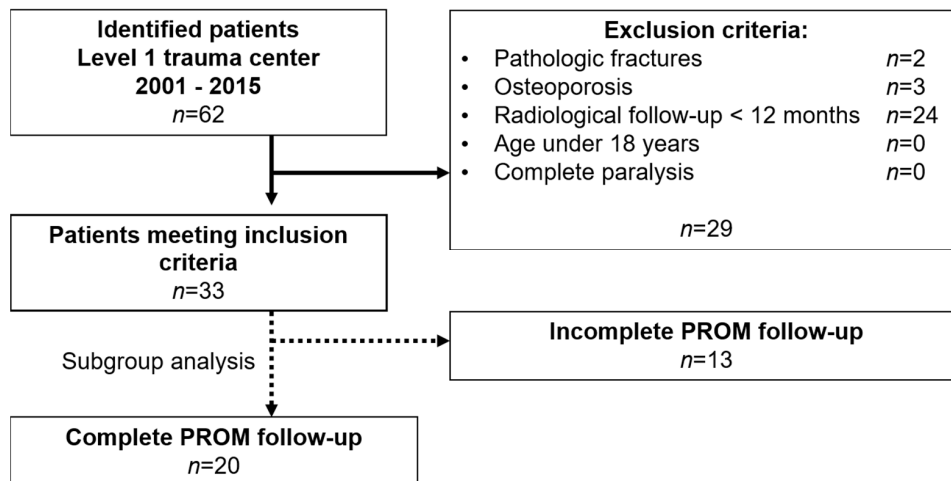 Identified patients
Level 1 trauma center
2001 - 2015
n=62
Exclusion criteria:
• Pathologic fractures n=2
• Osteoporosis n=3
• Radiological follow-up < 12 months n=24
• Age under 18 years n=0
• Complete paralysis n=0
n=29
Patients meeting inclusion
criteria
n=33
Subgroup analysis
Incomplete PROM follow-up
n=13
Complete PROM follow-up
n=20